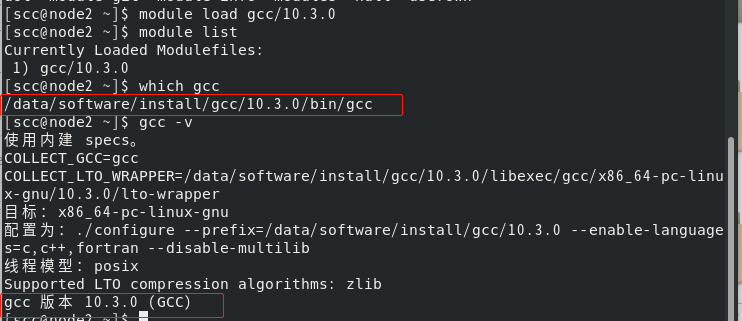 [scc@node2 ~]$ module load gcc/10.3.0
[scc@node2 ~]$ module list
Currently Loaded Modulefiles:
 1) gcc/10.3.0
[scc@node2 ~]$ which gcc
/data/software/install/gcc/10.3.0/bin/gcc
[scc@node2 ~]$ gcc -v
使用内建 specs。
COLLECT_GCC=gcc
COLLECT_LTO_WRAPPER=/data/software/install/gcc/10.3.0/libexec/gcc/x86_64-pc-linu
x-gnu/10.3.0/lto-wrapper
目标：x86_64-pc-linux-gnu
配置为：./configure --prefix=/data/software/install/gcc/10.3.0 --enable-language
s=c,c++,fortran --disable-multilib
线程模型：posix
Supported LTO compression algorithms: zlib
gcc 版本 10.3.0 (GCC)
[scc@node2 ~]$